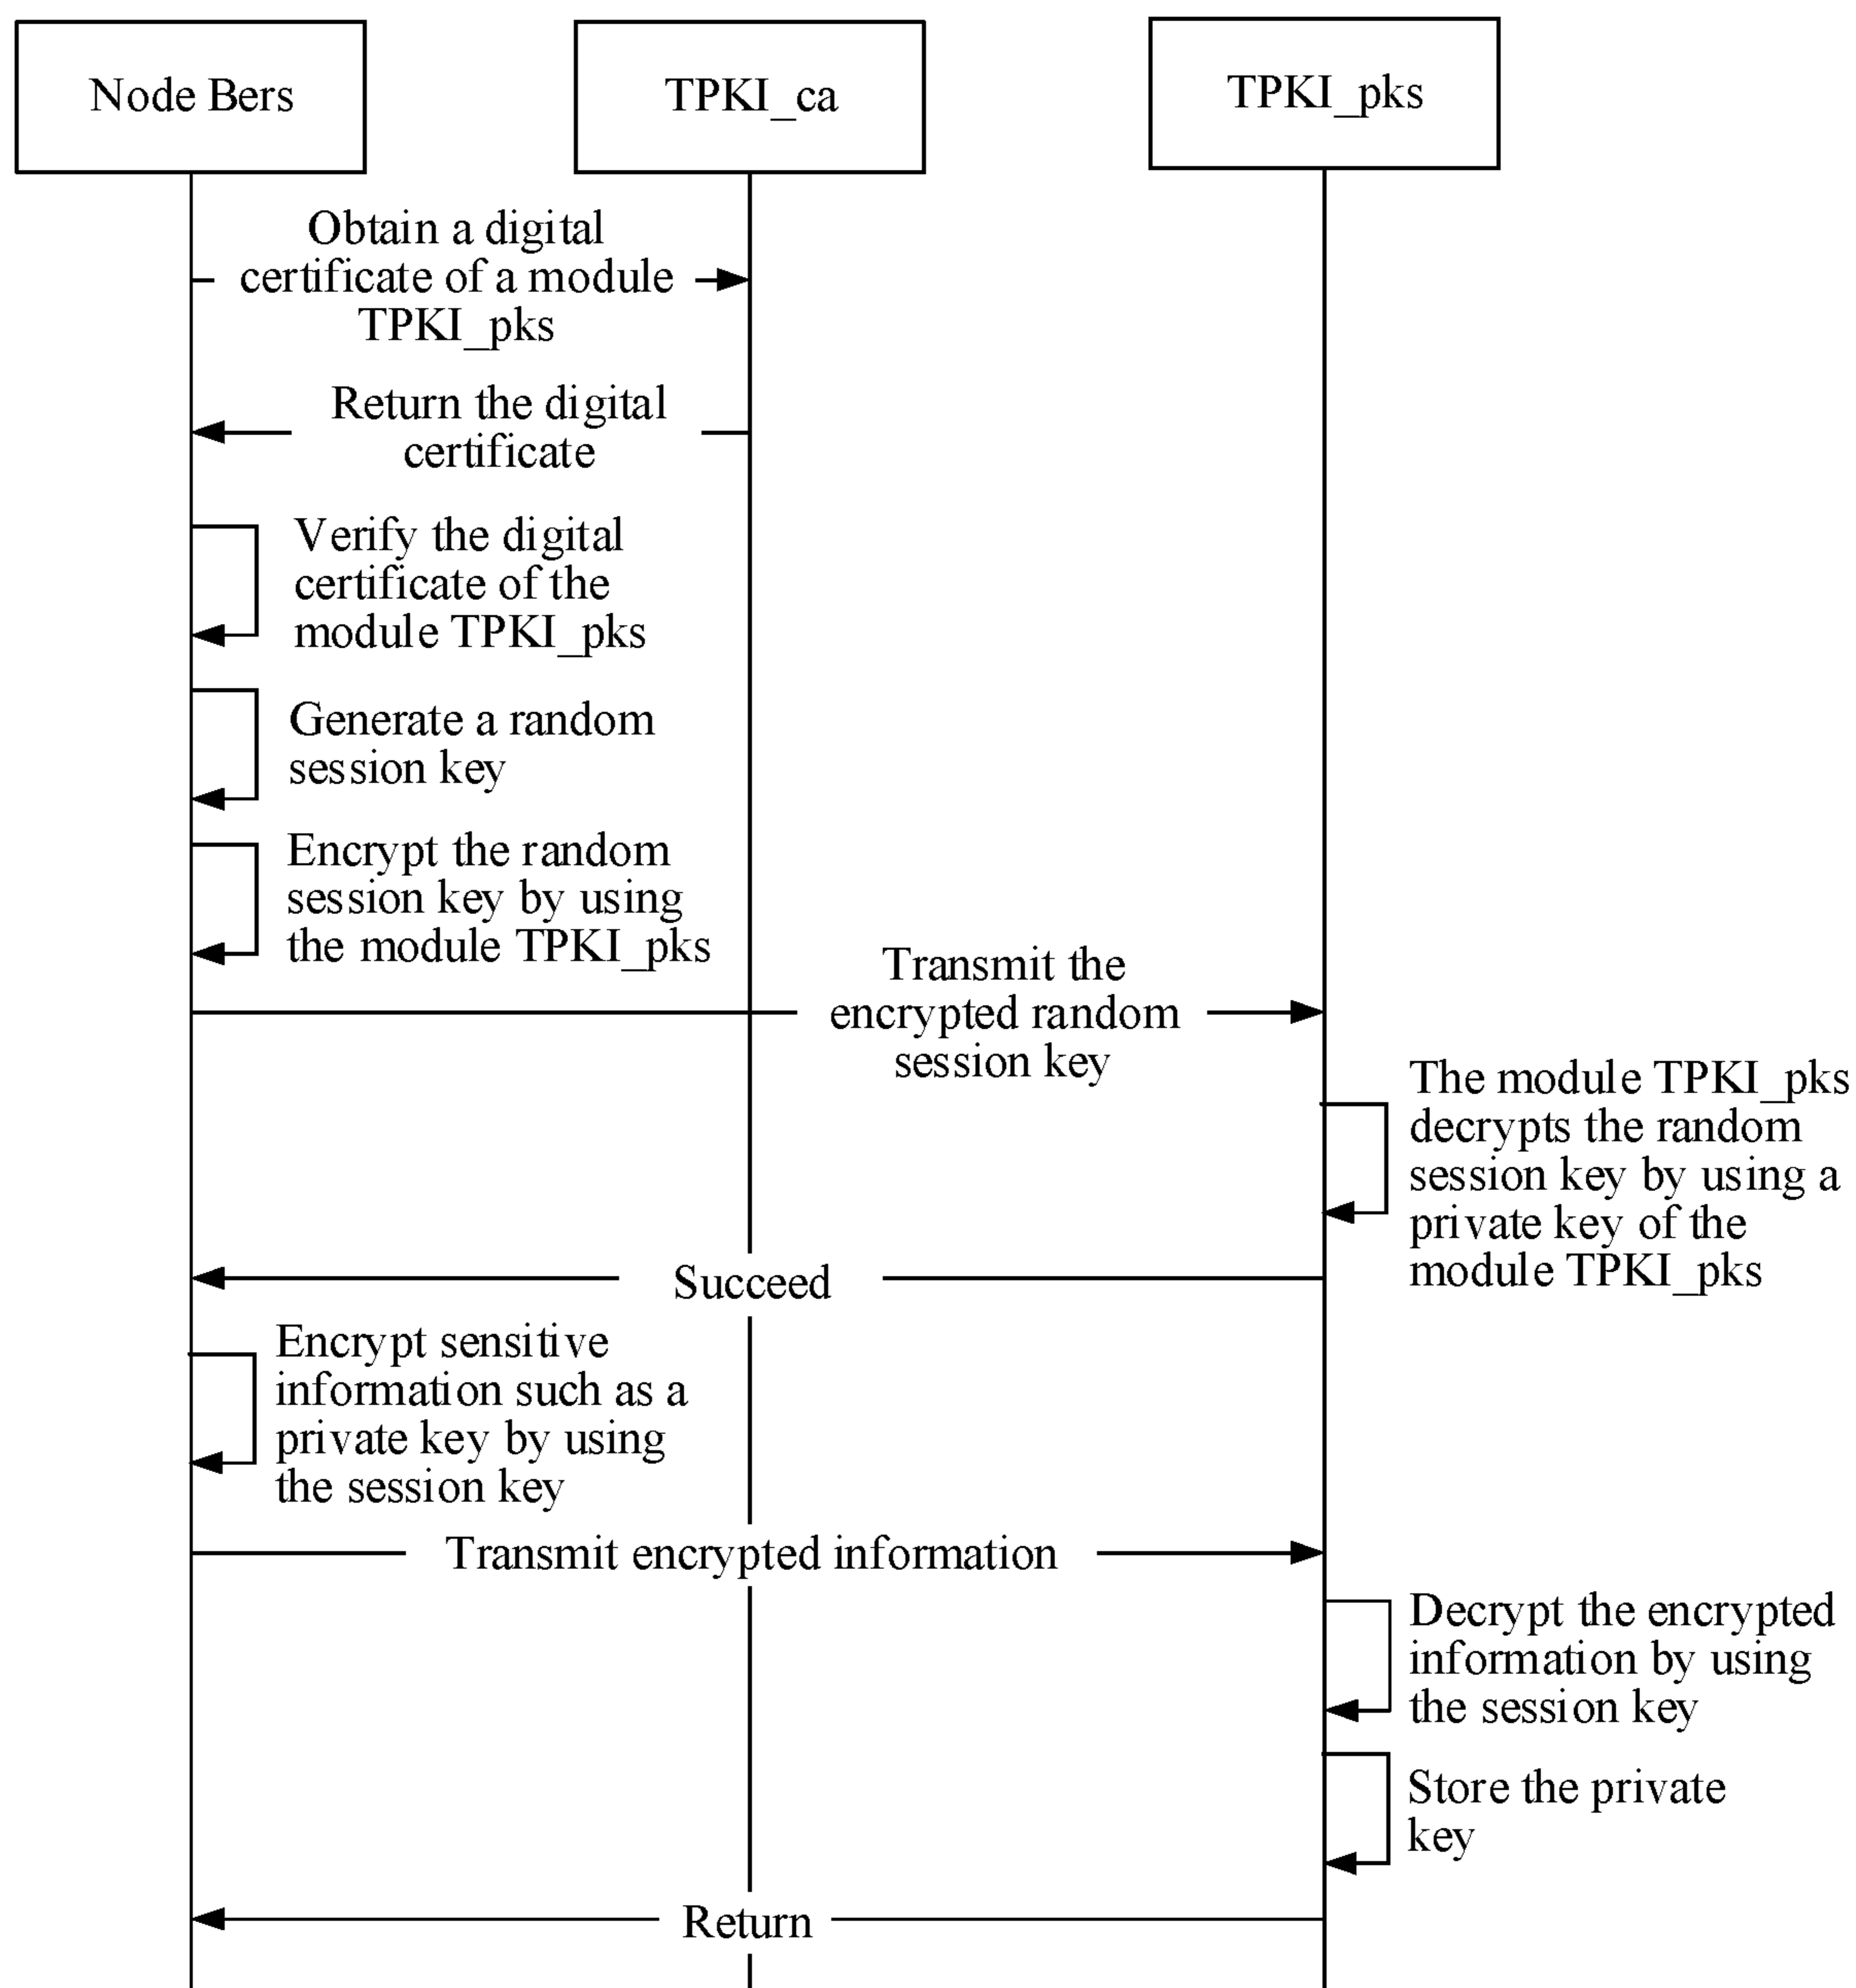 Node Bers
TPKI_ca
TPKI_pks
Obtain a digital
certificate of a module
TPKI_pks
Return the digital
certificate
Verify the digital
certificate of the
module TPKI_pks
Generate a random
session key
Encrypt the random
session key by using
the module TPKI_pks
Transmit the
encrypted random
session key
The module TPKI_pks
decrypts the random
session key by using a
private key of the
module TPKI_pks
Succeed
Encrypt sensitive
information such as a
private key by using
the session key
Transmit encrypted information
Decrypt the encrypted
information by using
the session key
Store the private
key
Return